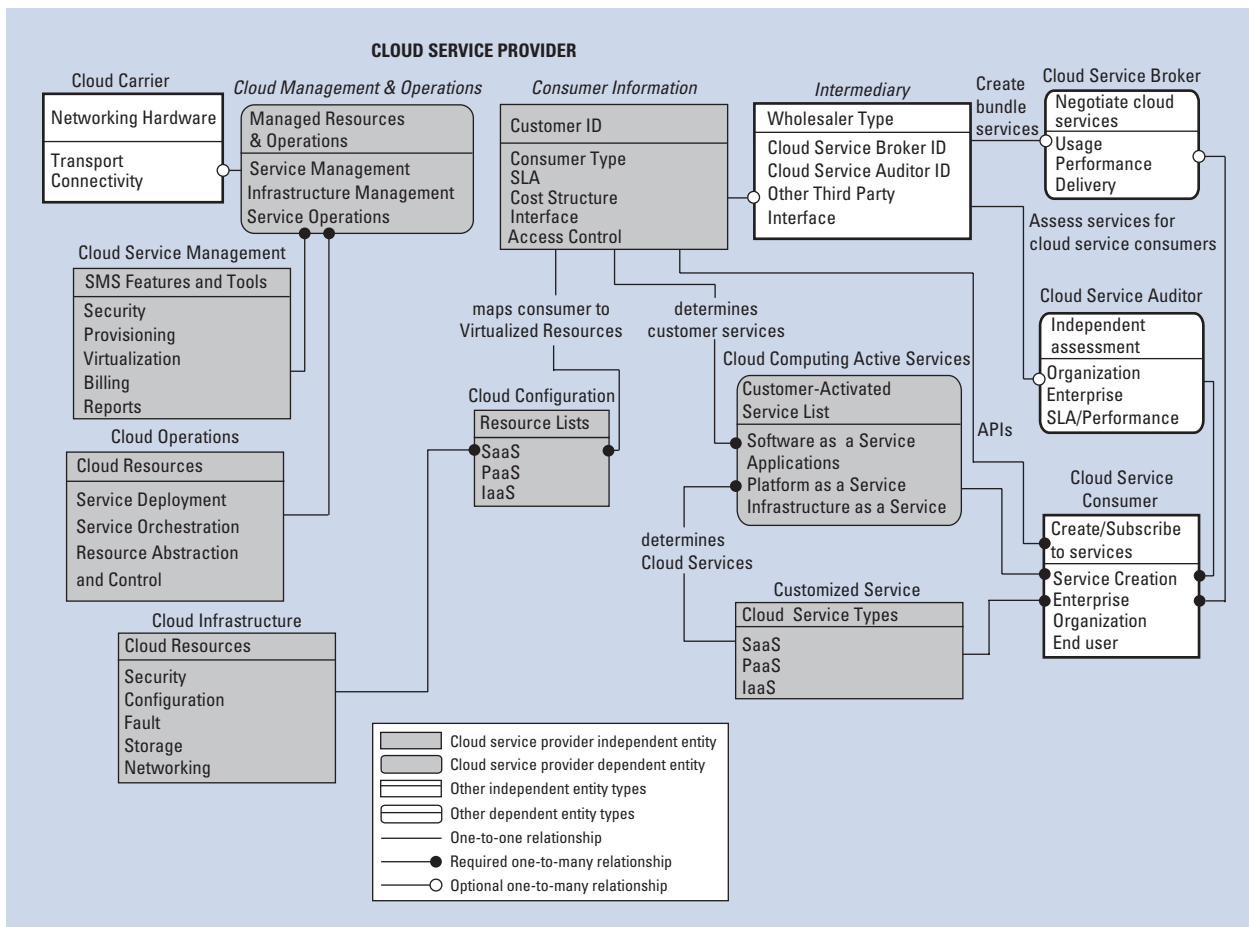 CLOUD SERVICE PROVIDER
Cloud Carrier
Networking Hardware
Transport
Connectivity
Cloud Management & Operations
Managed Resources
& Operations
Service Management
Infrastructure Management
Service Operations
Consumer Information
Customer ID
Consumer Type
SLA
Cost Structure
Interface
Access Control
Intermediary
Wholesaler Type
Cloud Service Broker ID
Cloud Service Auditor ID
Other Third Party
Interface
Create
bundle
services
Cloud Service Broker
Negotiate cloud
services
Usage
Performance
Delivery
Assess services for
cloud service consumers
Cloud Service Management
SMS Features and Tools
Security
Provisioning
Virtualization
Billing
Reports
maps consumer to
Virtualized Resources
determines
customer services
Cloud Service Auditor
Independent
assessment
Organization
Enterprise
SLA/Performance
Cloud Computing Active Services
Customer-Activated
Service List
Software as a Service
Applications
Platform as a Service
Infrastructure as a Service
APIs
Cloud Configuration
Resource Lists
SaaS
PaaS
IaaS
Cloud Operations
Cloud Resources
Service Deployment
Service Orchestration
Resource Abstraction
and Control
Cloud Service
Consumer
Create/Subscribe
to services
Service Creation
Enterprise
Organization
End user
determines
Cloud Services
Customized Service
Cloud Service Types
SaaS
PaaS
IaaS
Cloud Infrastructure
Cloud Resources
Security
Configuration
Fault
Storage
Networking
Cloud service provider independent entity
Cloud service provider dependent entity
Other independent entity types
Other dependent entity types
One-to-one relationship
Required one-to-many relationship
Optional one-to-many relationship